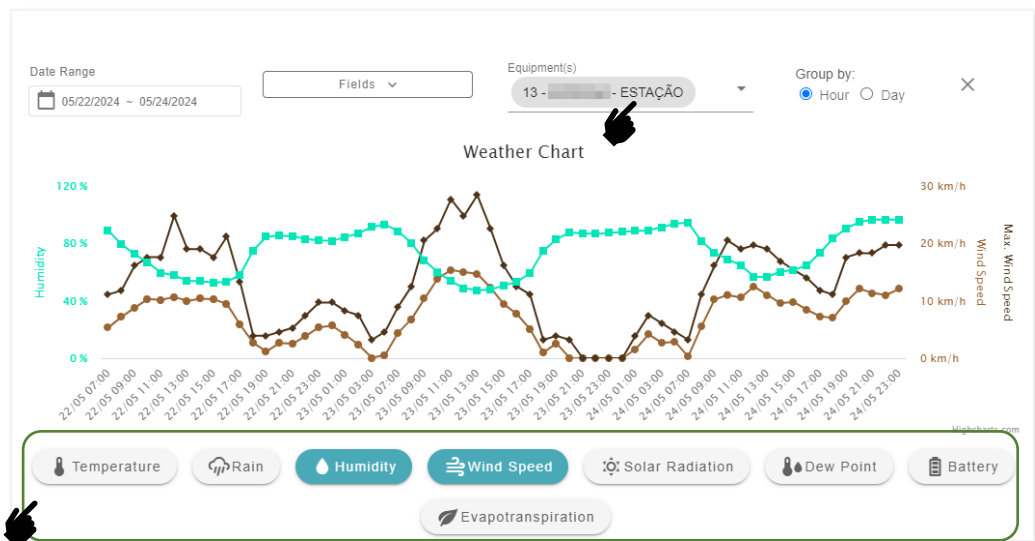 Date Range
05/22/2024 ~ 05/24/2024
Fields
Equipment(s)
13 - - ESTAÇÃO
Group by:
Hour Day
Weather Chart
120 %
80 %
40 %
0 %
Humidity
30 km/h
20 km/h
10 km/h
0 km/h
Wind Speed
Max. Wind Speed
22/05 07:00
22/05 09:00
22/05 11:00
22/05 13:00
22/05 15:00
22/05 17:00
22/05 19:00
22/05 21:00
22/05 23:00
23/05 01:00
23/05 03:00
23/05 07:00
23/05 09:00
23/05 11:00
23/05 13:00
23/05 15:00
23/05 17:00
23/05 19:00
23/05 21:00
23/05 23:00
24/05 01:00
24/05 03:00
24/05 07:00
24/05 09:00
24/05 11:00
24/05 13:00
24/05 15:00
24/05 17:00
24/05 19:00
24/05 21:00
24/05 23:00
Highcharts.com
Temperature
Rain
Humidity
Wind Speed
Solar Radiation
Dew Point
Battery
Evapotranspiration